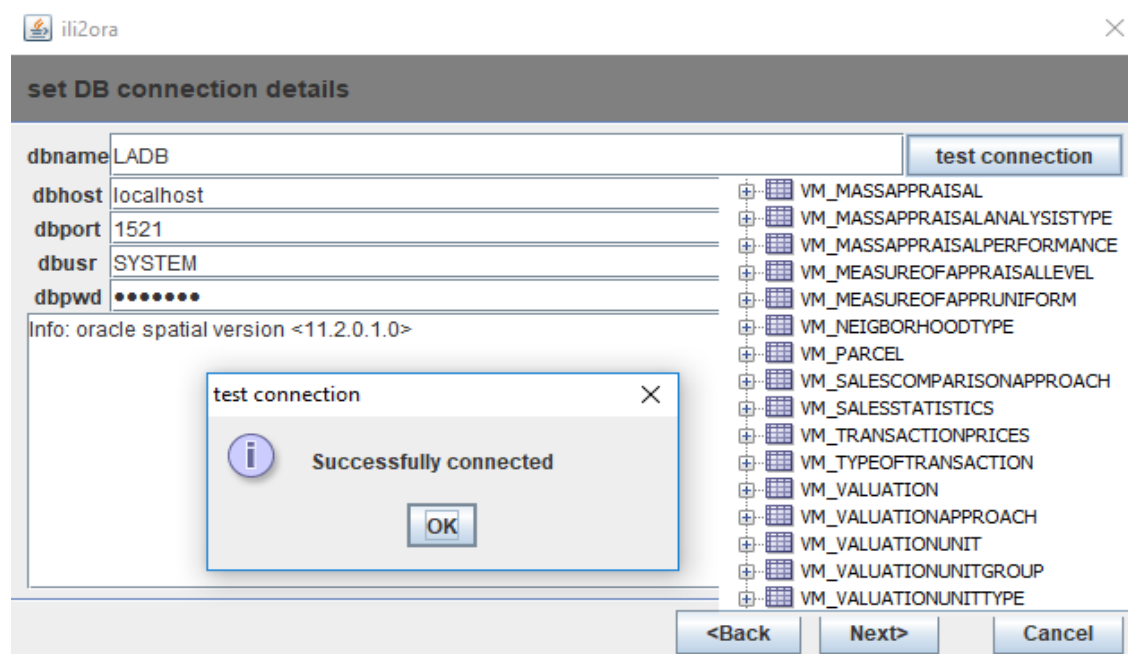 ili2ora
set DB connection details
dbname LADB test connection
dbhost localhost
dbport 1521
dbusr SYSTEM
dbpwd •••••••
Info: oracle spatial version <11.2.0.1.0>
test connection
Successfully connected
OK
VM_MASSAPPRAISAL
VM_MASSAPPRAISALANALYSISTYPE
VM_MASSAPPRAISALPERFORMANCE
VM_MEASUREOFAPPRAISALLEVEL
VM_MEASUREOFAPPRUNIFORM
VM_NEIGBORHOODTYPE
VM_PARCEL
VM_SALESCOMPARISONAPPROACH
VM_SALESSTATISTICS
VM_TRANSACTIONPRICES
VM_TYPEOFTRANSACTION
VM_VALUATION
VM_VALUATIONAPPROACH
VM_VALUATIONUNIT
VM_VALUATIONUNITGROUP
VM_VALUATIONUNITTYPE
<Back Next> Cancel